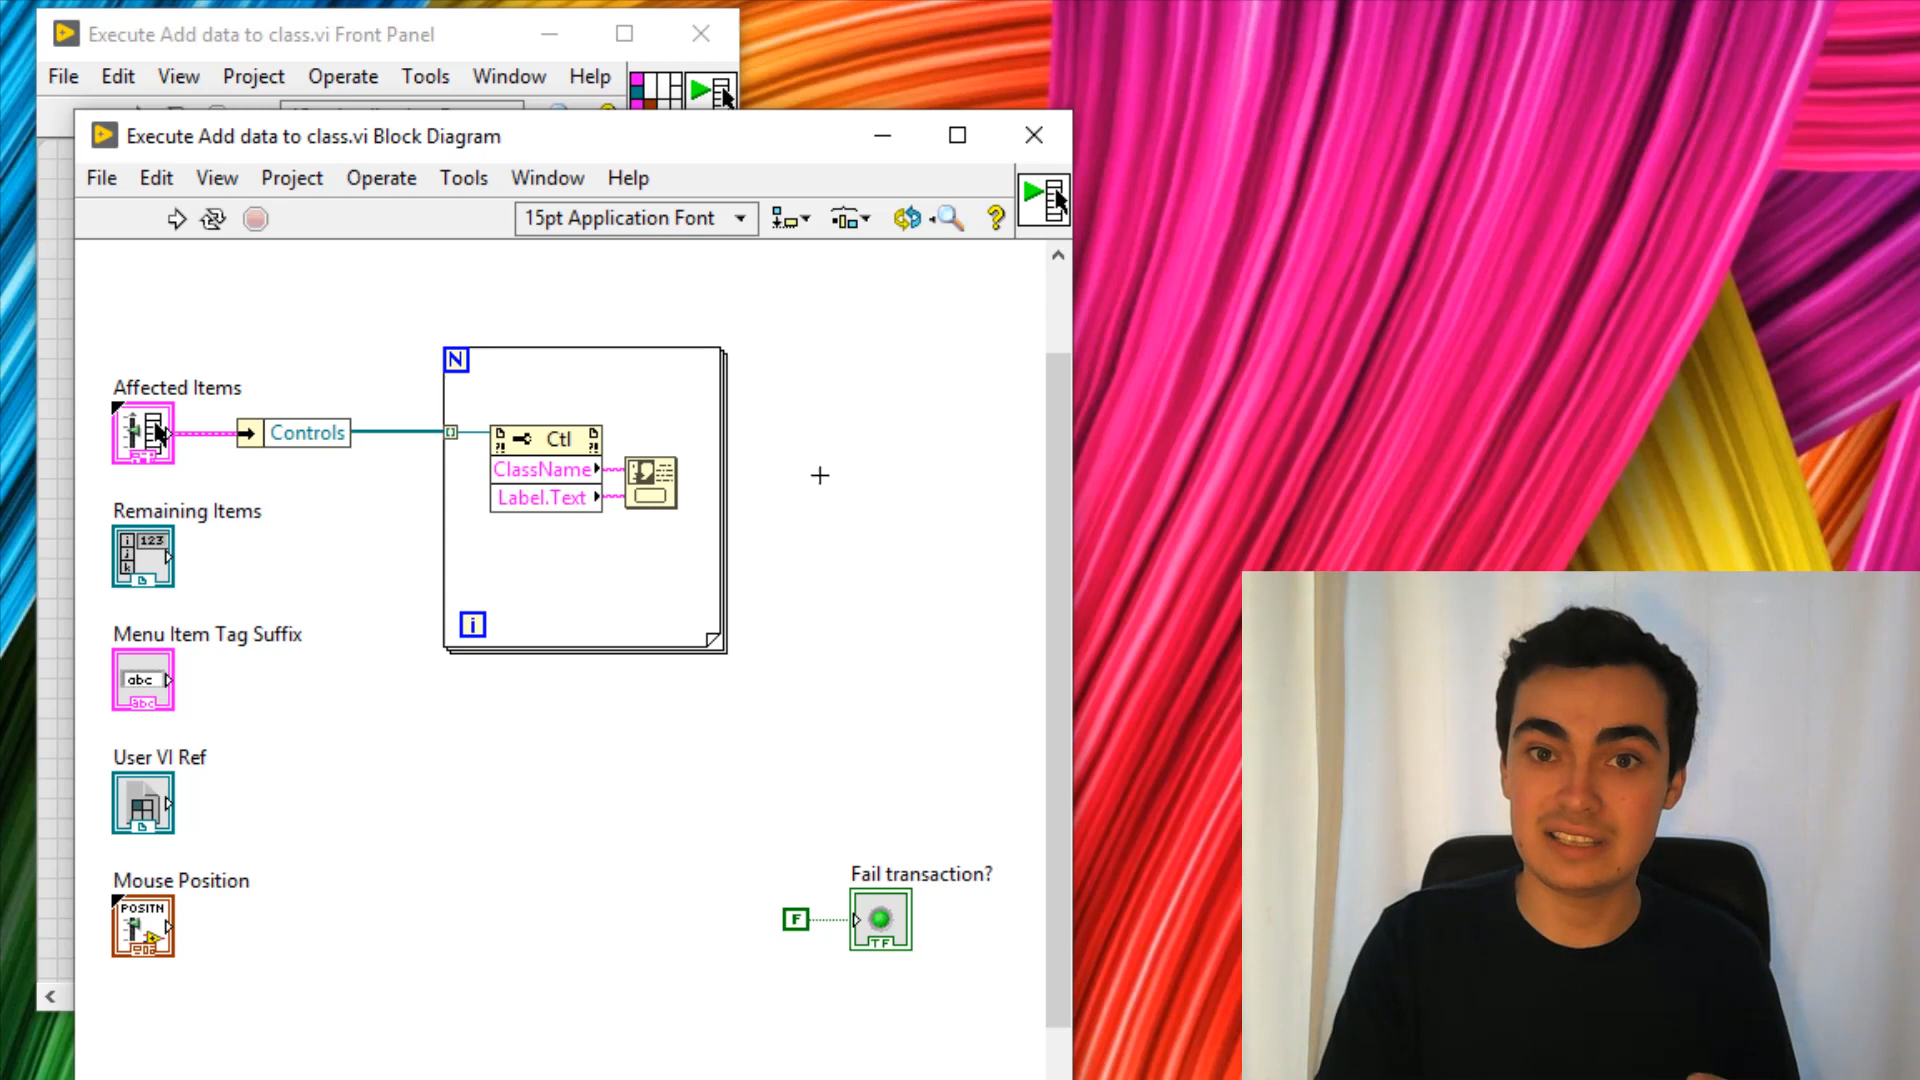 Execute Add data to class.vi Front Panel
File Edit View Project Operate Tools Window Help
Execute Add data to class.vi Block Diagram
File Edit View Project Operate Tools Window Help
15pt Application Font
?
N
Affected Items
Controls
Ctl
ClassName
Label.Text
Remaining Items
i 123
j
k
i
Menu Item Tag Suffix
abc
abc
User VI Ref
Mouse Position
POSITN
Fail transaction?
F
TF